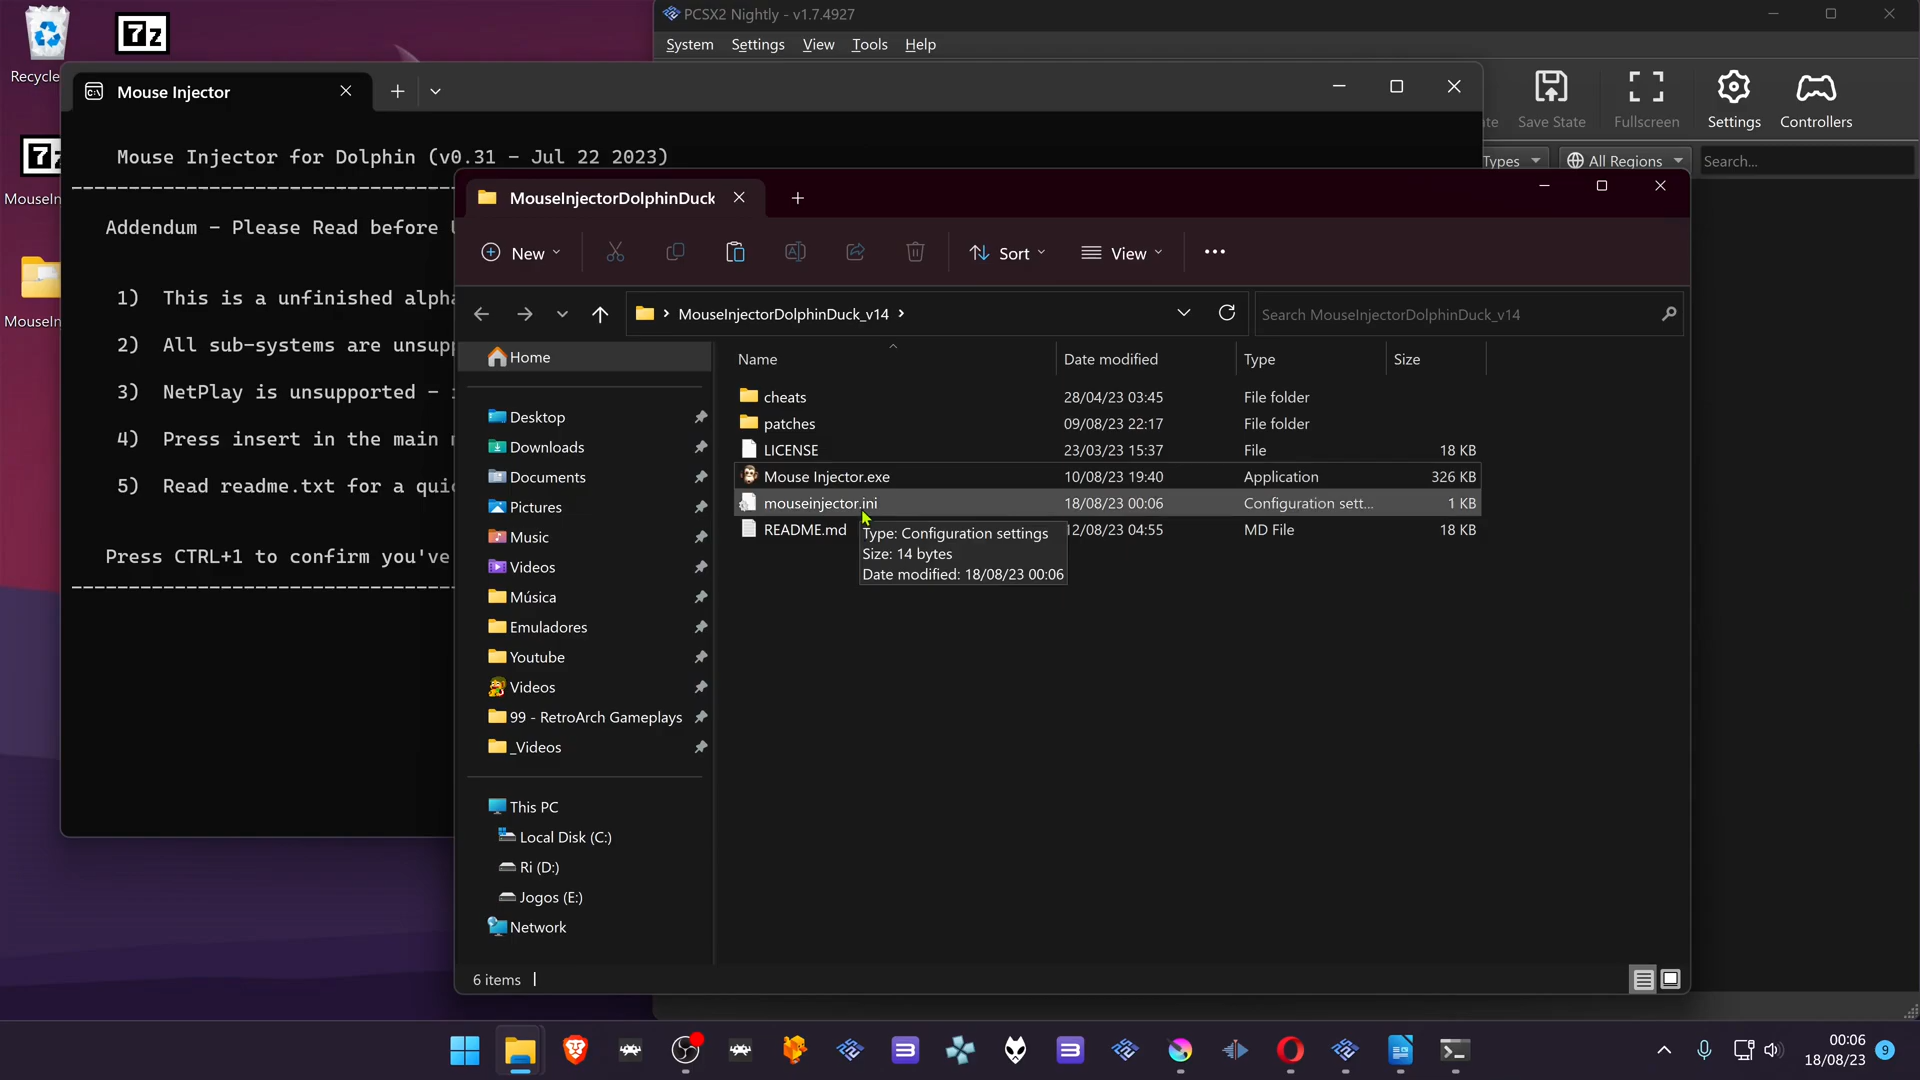 PCSX2 Nightly - v1.7.4927
System Settings View Tools Help
Recycle
Mouse Injector
Save State
Fullscreen
Settings
Controllers
Types
All Regions
Search...
Mouse Injector for Dolphin (v0.31 - Jul 22 2023)
Addendum - Please Read before
1) This is a unfinished alpha
2) All sub-systems are unsupp
3) NetPlay is unsupported -
4) Press insert in the main
5) Read readme.txt for a quic
Press CTRL+1 to confirm you've
MouseIn
MouseIn
MouseInjectorDolphinDuck
New
Sort
View
MouseInjectorDolphinDuck_v14
Search MouseInjectorDolphinDuck_v14
Home
Desktop
Downloads
Documents
Pictures
Music
Videos
Música
Emuladores
Youtube
Videos
99 - RetroArch Gameplays
_Videos
This PC
Local Disk (C:)
Ri (D:)
Jogos (E:)
Network
Name Date modified Type Size
cheats 28/04/23 03:45 File folder
patches 09/08/23 22:17 File folder
LICENSE 23/03/23 15:37 File 18 KB
Mouse Injector.exe 10/08/23 19:40 Application 326 KB
mouseinjector.ini 18/08/23 00:06 Configuration sett... 1 KB
README.md 12/08/23 04:55 MD File 18 KB
Type: Configuration settings
Size: 14 bytes
Date modified: 18/08/23 00:06
6 items
00:06
18/08/23
9